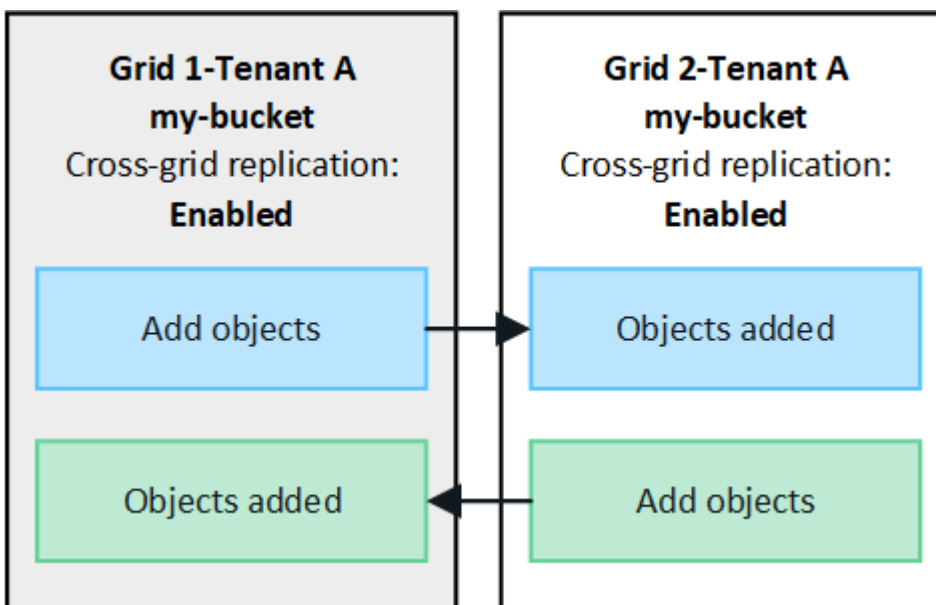 Grid 1-Tenant A
my-bucket
Cross-grid replication:
Enabled
Add objects
Objects added
Grid 2-Tenant A
my-bucket
Cross-grid replication:
Enabled
Objects added
Add objects